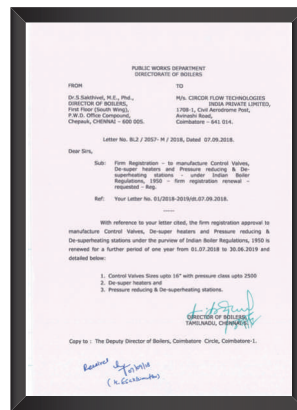 PUBLIC WORKS DEPARTMENT
DIRECTORATE OF BOILERS
FROM
TO
Dr.S.Sakthivel, M.E., Phd.,
DIRECTOR OF BOILERS,
First Floor (South Wing),
P.W.D. Office Compound,
Chepauk, CHENNAI – 600 005.
M/s. CIRCOR FLOW TECHNOLOGIES
INDIA PRIVATE LIMITED,
1708-1, Civil Aerodrome Post,
Avinashi Road,
Coimbatore – 641 014.
Letter No. BL2 / 2057- M / 2018, Dated 07.09.2018.
Dear Sirs,
Sub: Firm Registration – to manufacture Control Valves,
De-super heaters and Pressure reducing & De-
superheating stations - under Indian Boiler
Regulations, 1950 – firm registration renewal –
requested – Reg.
Ref: Your Letter No. 01/2018-2019/dt.07.09.2018.
-----
With reference to your letter cited, the firm registration approval to
manufacture Control Valves, De-super heaters and Pressure reducing &
De-superheating stations under the purview of Indian Boiler Regulations, 1950 is
renewed for a further period of one year from 01.07.2018 to 30.06.2019 and
detailed below:
1. Control Valves Sizes upto 16" with pressure class upto 2500
2. De-super heaters and
3. Pressure reducing & De-superheating stations.
DIRECTOR OF BOILERS,
TAMILNADU, CHENNAI.
Copy to : The Deputy Director of Boilers, Coimbatore Circle, Coimbatore-1.
Received